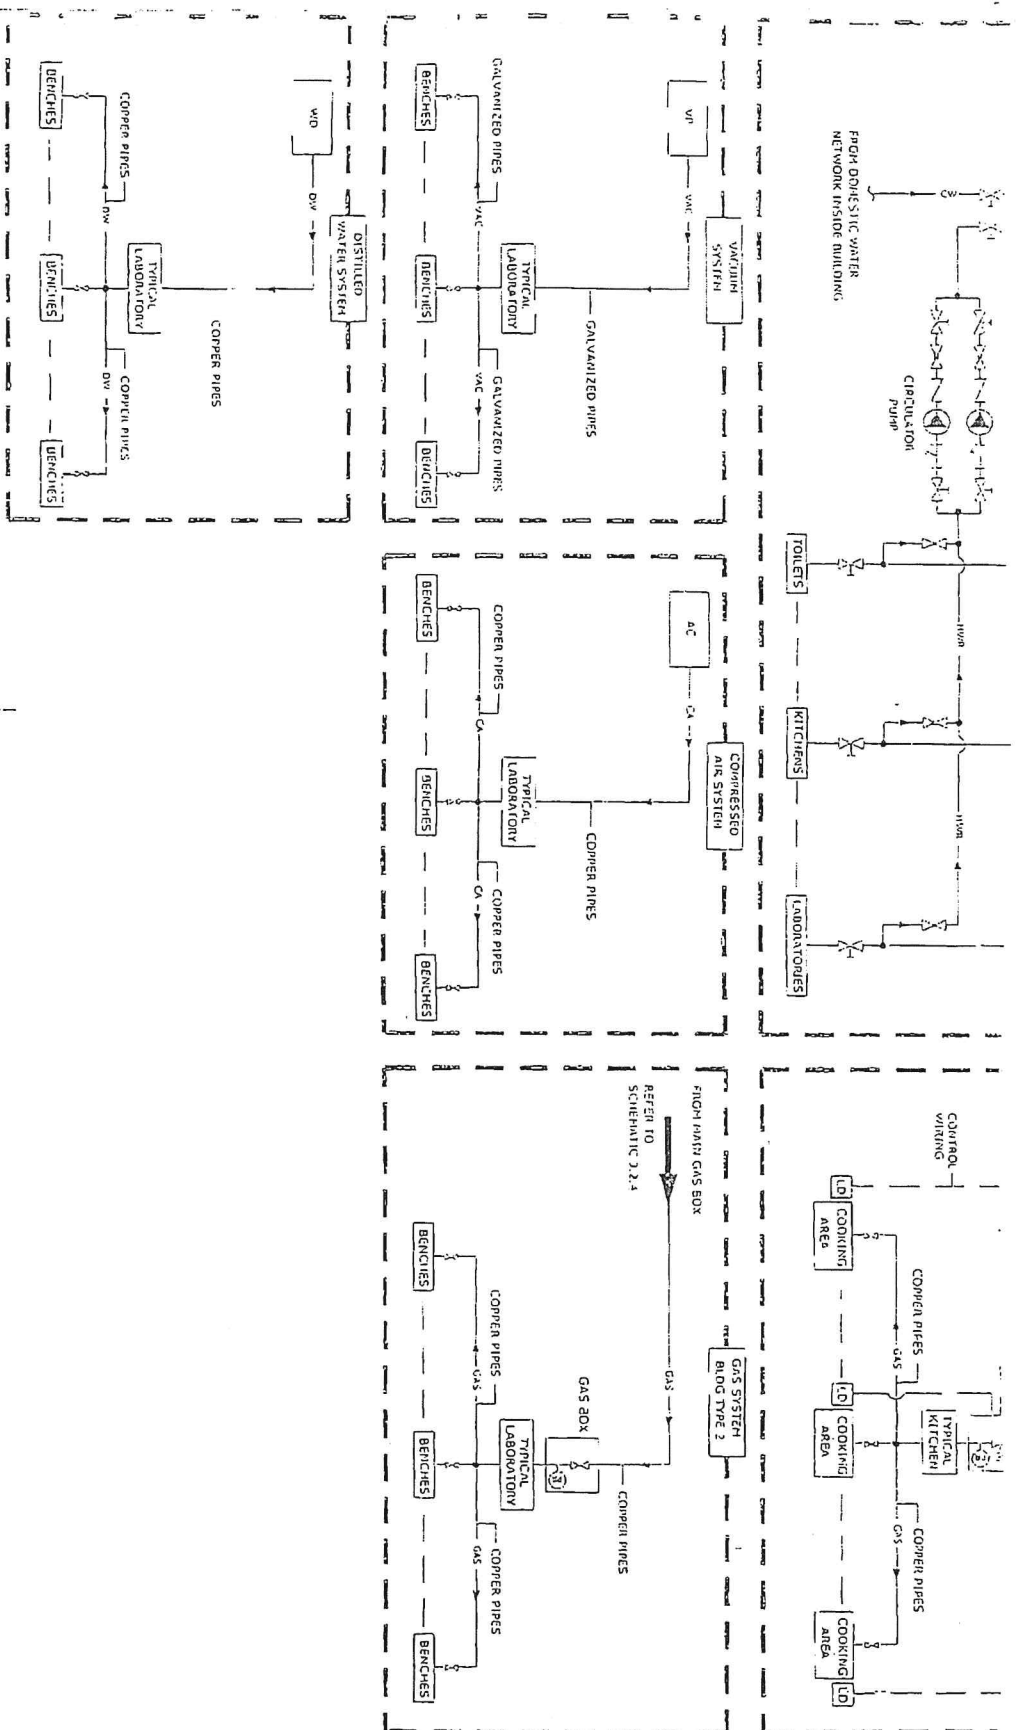 FROM DOMESTIC WATER
NETWORK INSIDE BUILDING
CW
CIRCULATOR
PUMP
HWR
HWR
TOILETS
KITCHENS
LABORATORIES
CONTROL
WIRING
LD
COOKING
AREA
LD
COOKING
AREA
COOKING
AREA
LD
COPPER PIPES
GAS
TYPICAL
KITCHEN
COPPER PIPES
GAS
VACUUM
SYSTEM
VP
VAC
GALVANIZED PIPES
TYPICAL
LABORATORY
GALVANIZED PIPES
VAC
GALVANIZED PIPES
VAC
BENCHES
BENCHES
BENCHES
COMPRESSED
AIR SYSTEM
AC
CA
COPPER PIPES
TYPICAL
LABORATORY
COPPER PIPES
CA
COPPER PIPES
CA
BENCHES
BENCHES
BENCHES
GAS SYSTEM
BLDG TYPE 2
FROM MAIN GAS BOX
REFER TO
SCHEMATIC 3.2.4
GAS
COPPER PIPES
GAS BOX
TYPICAL
LABORATORY
COPPER PIPES
GAS
COPPER PIPES
GAS
BENCHES
BENCHES
BENCHES
DISTILLED
WATER SYSTEM
WD
DW
COPPER PIPES
TYPICAL
LABORATORY
COPPER PIPES
DW
COPPER PIPES
DW
BENCHES
BENCHES
BENCHES